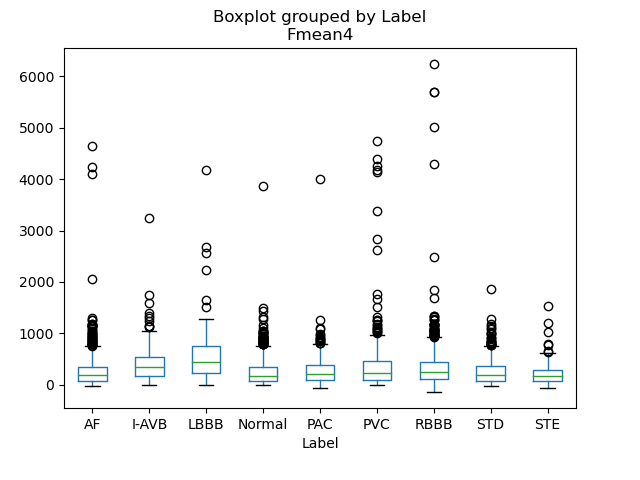 Boxplot grouped by Label
Fmean4
6000
5000
4000
3000
2000
1000
0
AF I-AVB LBBB Normal PAC PVC RBBB STD STE
Label